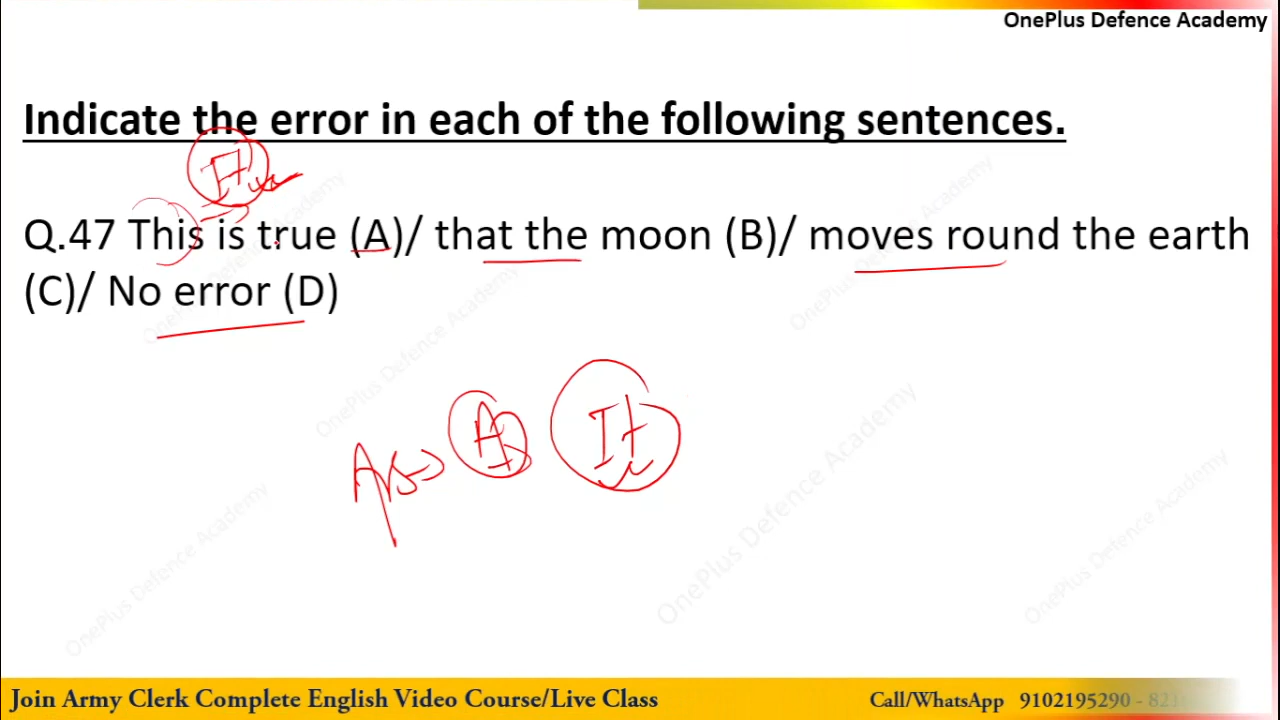 OnePlus Defence Academy
Indicate the error in each of the following sentences.
It
Q.47 This is true (A)/ that the moon (B)/ moves round the earth
(C)/ No error (D)
Ans A It
Join Army Clerk Complete English Video Course/Live Class
Call/WhatsApp 9102195290 -